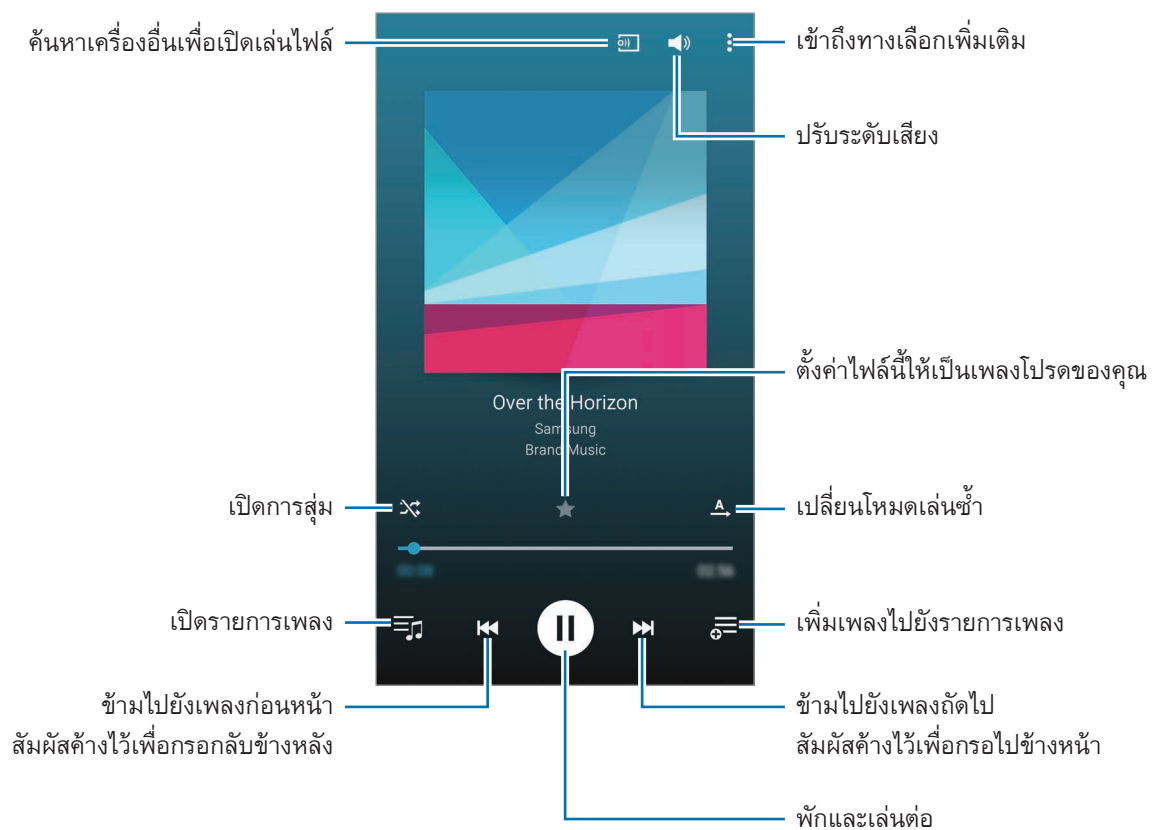 ค้นหาเครื่องอื่นเพื่อเปิดเล่นไฟล์
เข้าถึงทางเลือกเพิ่มเติม
ปรับระดับเสียง
ตั้งค่าไฟล์นี้ให้เป็นเพลงโปรดของคุณ
Over the Horizon
Samsung
Brand Music
เปิดการสุ่ม
A
เปลี่ยนโหมดเล่นซ้ำ
00:09
02:56
เปิดรายการเพลง
เพิ่มเพลงไปยังรายการเพลง
ข้ามไปยังเพลงก่อนหน้า
สัมผัสค้างไว้เพื่อกรอกลับข้างหลัง
ข้ามไปยังเพลงถัดไป
สัมผัสค้างไว้เพื่อกรอไปข้างหน้า
พักและเล่นต่อ